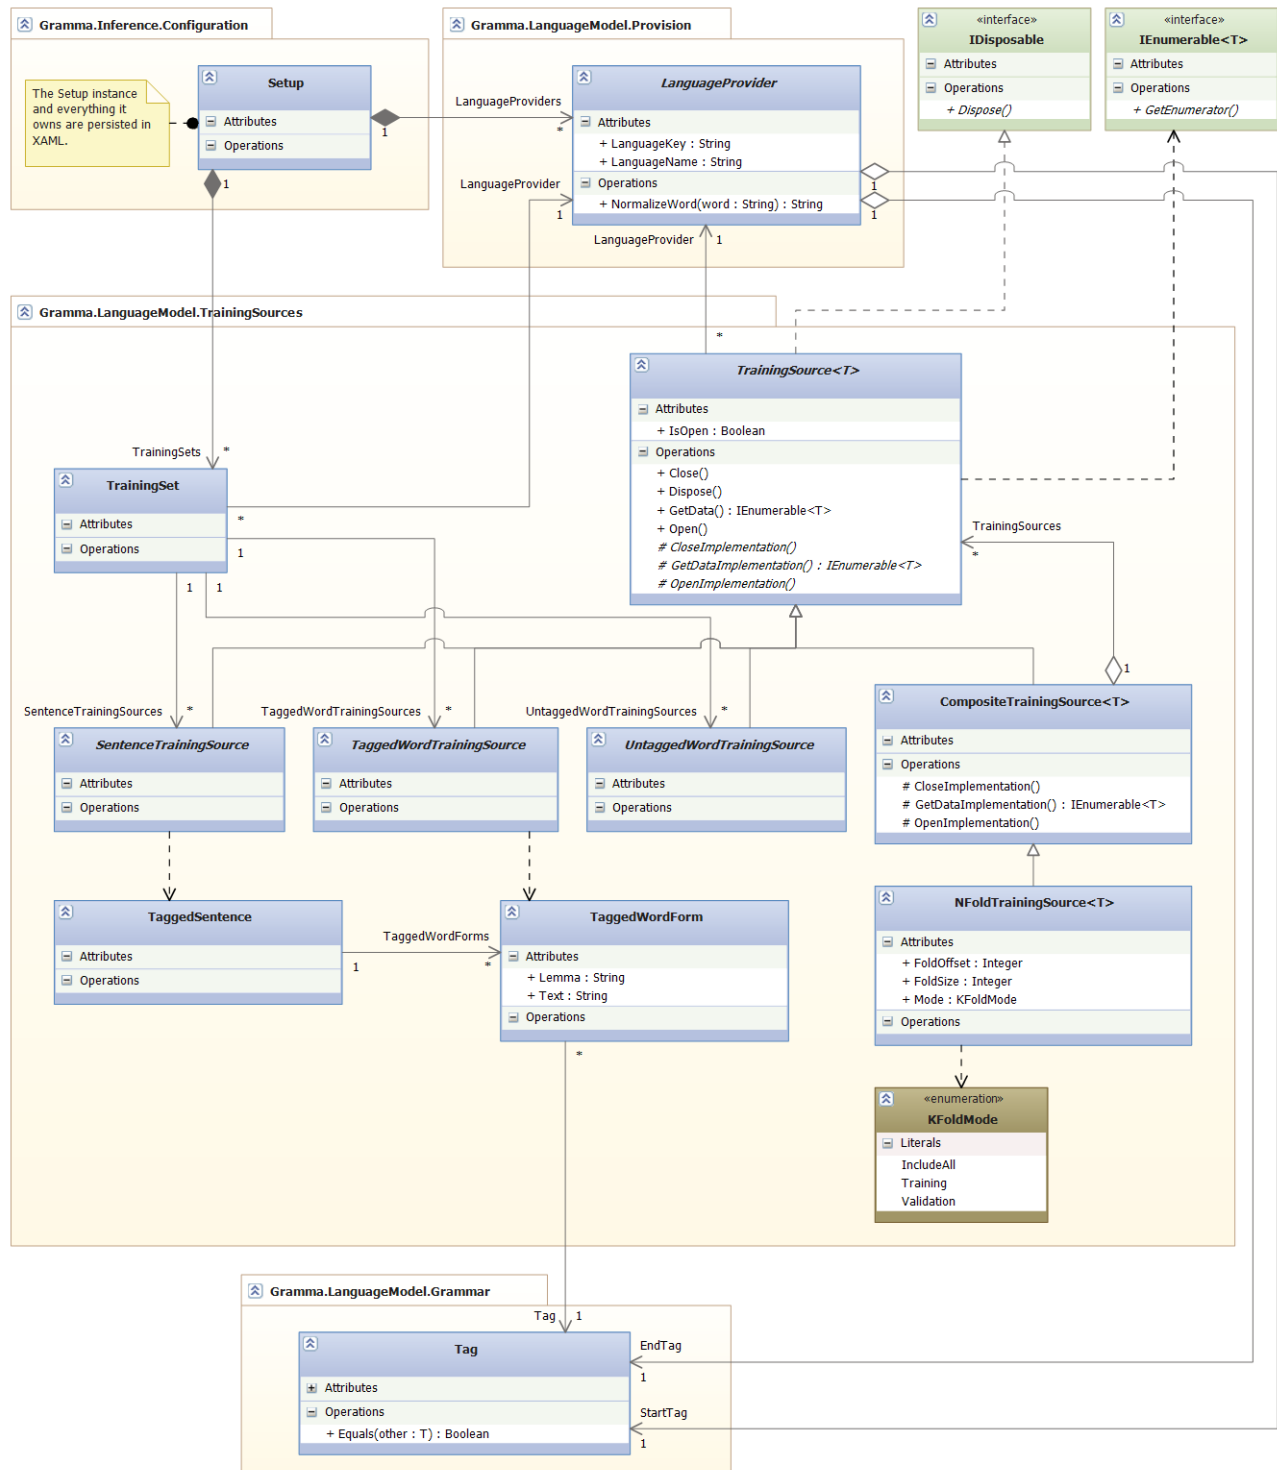 Gramma.Inference.Configuration
The Setup instance
and everything it
owns are persisted in
XAML.
Setup
Attributes
Operations
1
1
Gramma.LanguageModel.Provision
LanguageProviders
*
LanguageProvider
Attributes
+ LanguageKey : String
+ LanguageName : String
Operations
+ NormalizeWord(word : String) : String
LanguageProvider
1
LanguageProvider
1
1
1
«interface»
IDisposable
Attributes
Operations
+ Dispose()
«interface»
IEnumerable<T>
Attributes
Operations
+ GetEnumerator()
Gramma.LanguageModel.TrainingSources
*
TrainingSource<T>
Attributes
+ IsOpen : Boolean
Operations
+ Close()
+ Dispose()
+ GetData() : IEnumerable<T>
+ Open()
# CloseImplementation()
# GetDataImplementation() : IEnumerable<T>
# OpenImplementation()
TrainingSets
*
TrainingSet
Attributes
Operations
*
1
1
1
TrainingSources
*
1
SentenceTrainingSources
*
TaggedWordTrainingSources
*
UntaggedWordTrainingSources
*
SentenceTrainingSource
Attributes
Operations
TaggedWordTrainingSource
Attributes
Operations
UntaggedWordTrainingSource
Attributes
Operations
CompositeTrainingSource<T>
Attributes
Operations
# CloseImplementation()
# GetDataImplementation() : IEnumerable<T>
# OpenImplementation()
TaggedSentence
Attributes
Operations
TaggedWordForms
1
*
TaggedWordForm
Attributes
+ Lemma : String
+ Text : String
Operations
*
NFoldTrainingSource<T>
Attributes
+ FoldOffset : Integer
+ FoldSize : Integer
+ Mode : KFoldMode
Operations
«enumeration»
KFoldMode
Literals
IncludeAll
Training
Validation
Gramma.LanguageModel.Grammar
Tag
1
Tag
Attributes
Operations
+ Equals(other : T) : Boolean
EndTag
1
StartTag
1